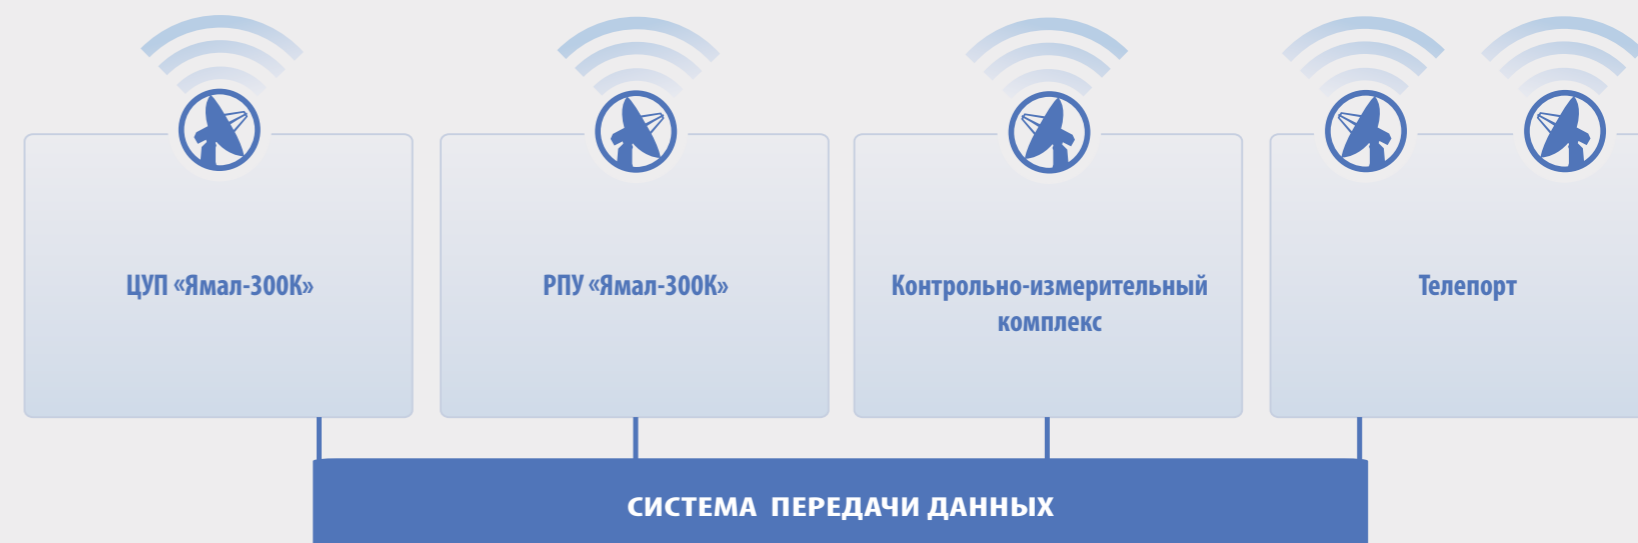 ЦУП «Ямал-300К»
РПУ «Ямал-300К»
Контрольно-измерительный
комплекс
Телепорт
СИСТЕМА ПЕРЕДАЧИ ДАННЫХ